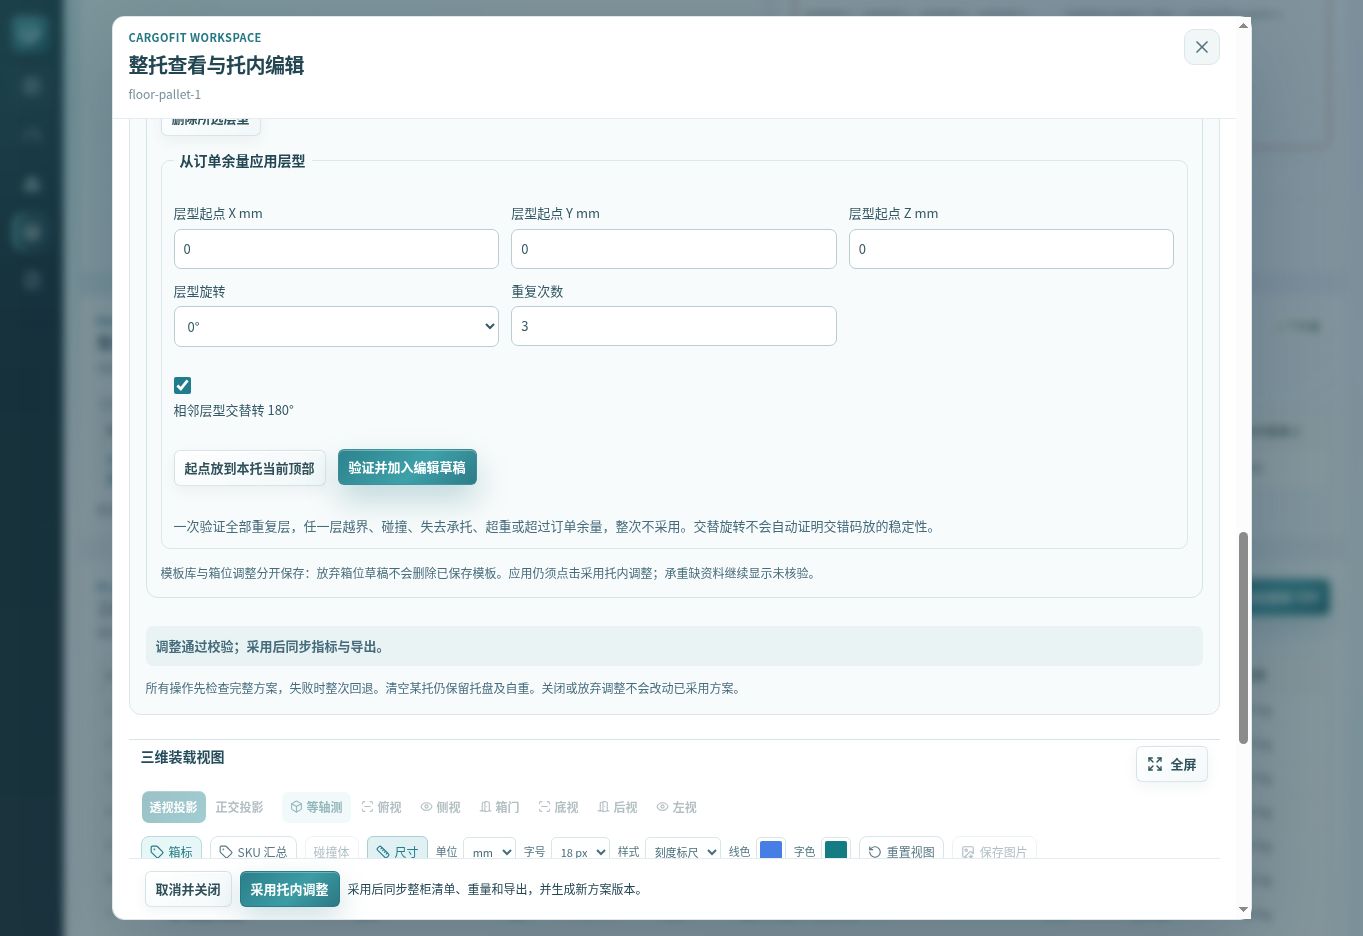 CARGOFIT WORKSPACE
整托查看与托内编辑
floor-pallet-1
删除所选层型
从订单余量应用层型
层型起点 X mm
层型起点 Y mm
层型起点 Z mm
0
0
0
层型旋转
重复次数
0°
3
相邻层型交替转 180°
起点放到本托当前顶部
验证并加入编辑草稿
一次验证全部重复层，任一层越界、碰撞、失去承托、超重或超过订单余量，整次不采用。交替旋转不会自动证明交错码放的稳定性。
模板库与箱位调整分开保存：放弃箱位草稿不会删除已保存模板。应用仍须点击采用托内调整；承重缺资料继续显示未核验。
调整通过校验；采用后同步指标与导出。
所有操作先检查完整方案，失败时整次回退。清空某托仍保留托盘及自重。关闭或放弃调整不会改动已采用方案。
三维装载视图
全屏
透视投影 正交投影 等轴测 俯视 侧视 箱门 底视 后视 左视
箱标 SKU 汇总 碰撞体 尺寸 单位 mm 字号 18 px 样式 刻度标尺 线色 字色 重置视图 保存图片
取消并关闭 采用托内调整 采用后同步整柜清单、重量和导出，并生成新方案版本。